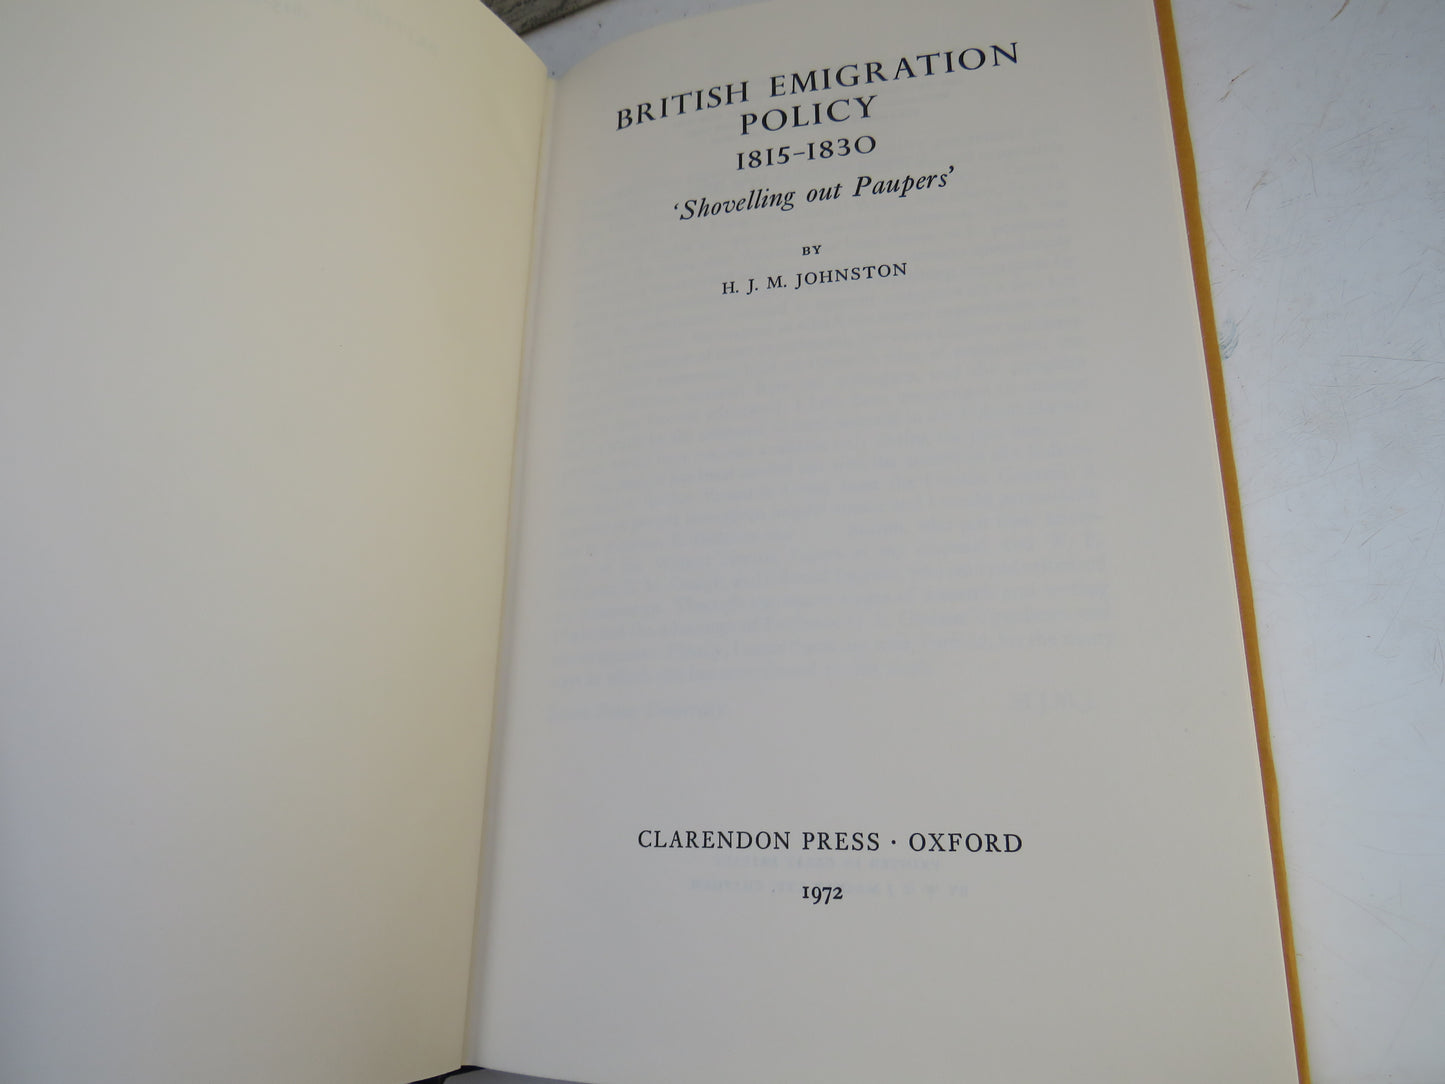 BRITISH EMIGRATION
POLICY
1815–1830
‘Shovelling out Paupers’
BY
H. J. M. JOHNSTON
CLARENDON PRESS · OXFORD
1972